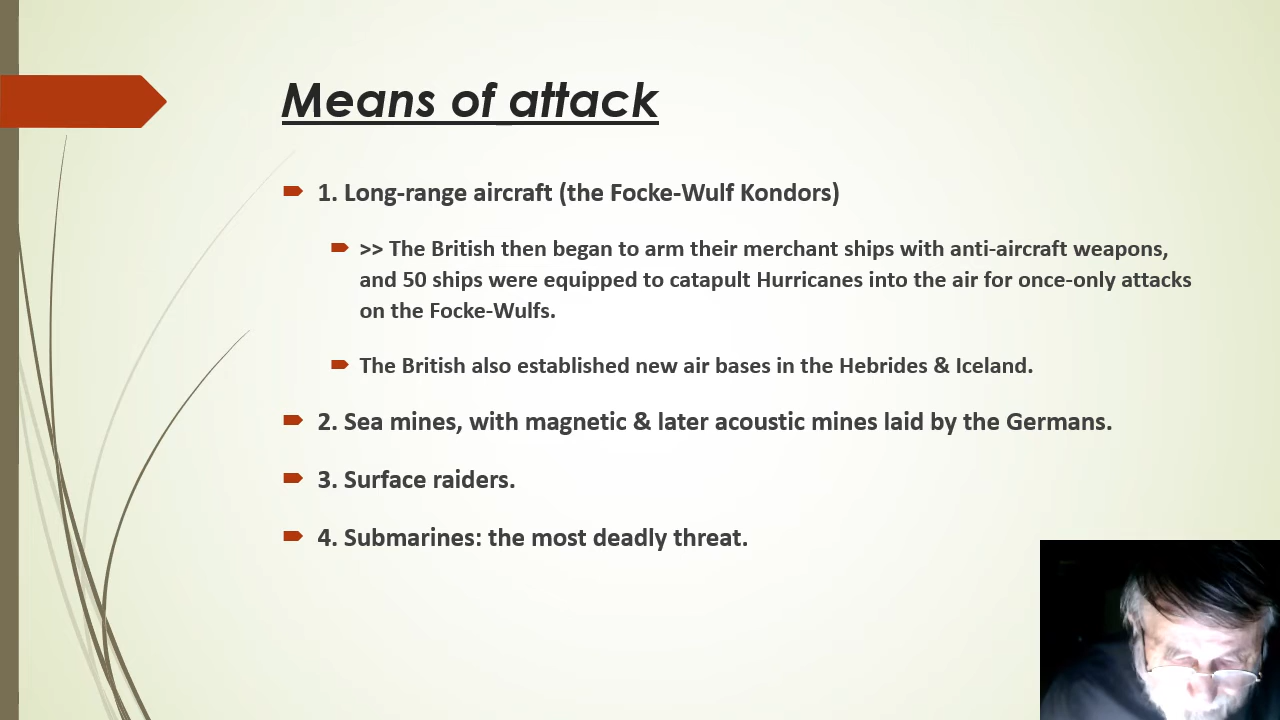 Means of attack
1. Long-range aircraft (the Focke-Wulf Kondors)
>> The British then began to arm their merchant ships with anti-aircraft weapons,
and 50 ships were equipped to catapult Hurricanes into the air for once-only attacks
on the Focke-Wulfs.
The British also established new air bases in the Hebrides & Iceland.
2. Sea mines, with magnetic & later acoustic mines laid by the Germans.
3. Surface raiders.
4. Submarines: the most deadly threat.